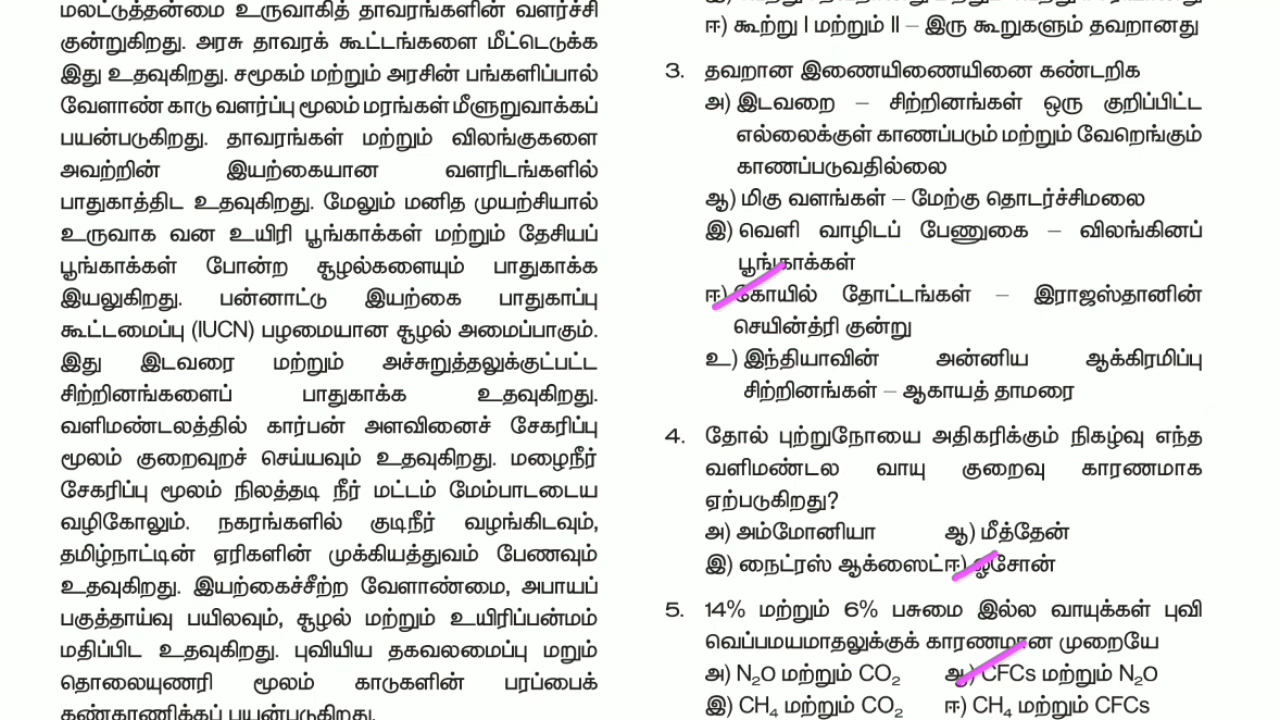 மலட்டுத்தன்மை உருவாகித் தாவரங்களின் வளர்ச்சி
குன்றுகிறது. அரசு தாவரக் கூட்டங்களை மீட்டெடுக்க
இது உதவுகிறது. சமூகம் மற்றும் அரசின் பங்களிப்பால்
வேளாண் காடு வளர்ப்பு மூலம் மரங்கள் மீளுறுவாக்கப்
பயன்படுகிறது. தாவரங்கள் மற்றும் விலங்குகளை
அவற்றின் இயற்கையான வளரிடங்களில்
பாதுகாத்திட உதவுகிறது. மேலும் மனித முயற்சியால்
உருவாக வன உயிரி பூங்காக்கள் மற்றும் தேசியப்
பூங்காக்கள் போன்ற சூழல்களையும் பாதுகாக்க
இயலுகிறது. பன்னாட்டு இயற்கை பாதுகாப்பு
கூட்டமைப்பு (IUCN) பழமையான சூழல் அமைப்பாகும்.
இது இடவரை மற்றும் அச்சுறுத்தலுக்குட்பட்ட
சிற்றினங்களைப் பாதுகாக்க உதவுகிறது.
வளிமண்டலத்தில் கார்பன் அளவினைச் சேகரிப்பு
மூலம் குறைவுறச் செய்யவும் உதவுகிறது. மழைநீர்
சேகரிப்பு மூலம் நிலத்தடி நீர் மட்டம் மேம்பாடடைய
வழிகோலும். நகரங்களில் குடிநீர் வழங்கிடவும்,
தமிழ்நாட்டின் ஏரிகளின் முக்கியத்துவம் பேணவும்
உதவுகிறது. இயற்கைச்சீற்ற வேளாண்மை, அபாயப்
பகுத்தாய்வு பயிலவும், சூழல் மற்றும் உயிரிப்பன்மம்
மதிப்பிட உதவுகிறது. புவியிய தகவலமைப்பு மறும்
தொலையுணரி மூலம் காடுகளின் பரப்பைக்
கண்காணிக்கப் பயன்படுகிறது.
ஈ) கூற்று I மற்றும் II – இரு கூறுகளும் தவறானது
3. தவறான இணையிணையினை கண்டறிக
அ) இடவறை – சிற்றினங்கள் ஒரு குறிப்பிட்ட
எல்லைக்குள் காணப்படும் மற்றும் வேறெங்கும்
காணப்படுவதில்லை
ஆ) மிகு வளங்கள் – மேற்கு தொடர்ச்சிமலை
இ) வெளி வாழிடப் பேணுகை – விலங்கினப்
பூங்காக்கள்
ஈ) கோயில் தோட்டங்கள் – இராஜஸ்தானின்
செயின்த்ரி குன்று
உ) இந்தியாவின் அன்னிய ஆக்கிரமிப்பு
சிற்றினங்கள் – ஆகாயத் தாமரை
4. தோல் புற்றுநோயை அதிகரிக்கும் நிகழ்வு எந்த
வளிமண்டல வாயு குறைவு காரணமாக
ஏற்படுகிறது?
அ) அம்மோனியா ஆ) மீத்தேன்
இ) நைட்ரஸ் ஆக்ஸைட் ஈ) ஓசோன்
5. 14% மற்றும் 6% பசுமை இல்ல வாயுக்கள் புவி
வெப்பமயமாதலுக்குக் காரணமான முறையே
அ) N₂O மற்றும் CO₂ ஆ) CFCs மற்றும் N₂O
இ) CH₄ மற்றும் CO₂ ஈ) CH₄ மற்றும் CFCs